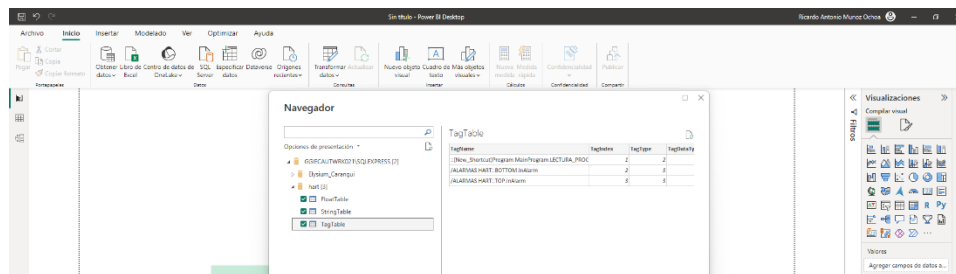 Sin título - Power BI Desktop
Ricardo Antonio Munoz Ochoa
Archivo Inicio Insertar Modelado Ver Optimizar Ayuda
Pegar
Cortar
Copiar
Copiar formato
Portapapeles
Obtener datos
Libro de Excel
Centro de datos de OneLake
SQL Server
Especificar datos
Dataverse
Orígenes recientes
Datos
Transformar datos
Actualizar
Consultas
Nuevo objeto visual
Cuadro de texto
Más objetos visuales
Insertar
Nueva medida
Medida rápida
Cálculos
Confidencialidad
Confidencialidad
Publicar
Compartir
Navegador
Opciones de presentación
GGIECAUTWRK021\SQLEXPRESS [2]
Elysium_Carangui
hart [3]
FloatTable
StringTable
TagTable
TagTable
TagName TagIndex TagType TagDataTy
::[New_Shortcut]Program:MainProgram.LECTURA_PROC 1 2
/ALARMAS HART::BOTTOM.InAlarm 2 3
/ALARMAS HART::TOP.InAlarm 3 3
Filtros
Visualizaciones
Compilar visual
R Py
Valores
Agregar campos de datos a...